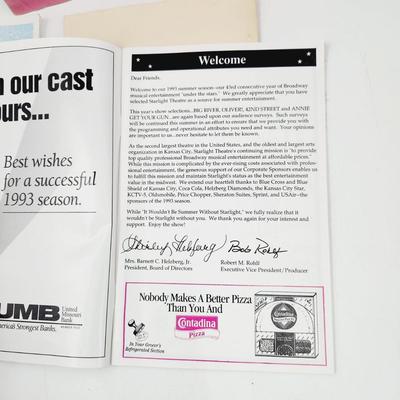 n our cast
ours...
Best wishes
for a successful
1993 season.
UMB
United
Missouri
Bank
America's Strongest Banks.
Welcome
Dear Friends,
Welcome to our 1993 summer season--our 43rd consecutive year of Broadway
musical entertainment "under the stars." We greatly appreciate that you have
selected Starlight Theatre as a source for summer entertainment.
This year's show selections...BIG RIVER, OLIVER!, 42ND STREET and ANNIE
GET YOUR GUN...are again based upon our audience surveys. Such surveys
will be continued this summer in an effort to ensure that we provide you with
the programming and operational attributes you need and want. Your opinions
are important to us...never hesitate to let them be known.
As the second largest theatre in the United States, and the oldest and largest arts
organization in Kansas City, Starlight Theatre's continuing mission is "to provide
top quality professional Broadway musical entertainment at affordable prices."
While this mission is complicated by the ever-rising costs associated with profes-
sional entertainment, the generous support of our Corporate Sponsors enables us
to fulfill this mission and maintain Starlight's status as the best entertainment
value in the midwest. We extend our heartfelt thanks to Blue Cross and Blue
Shield of Kansas City, Coca Cola, Helzberg Diamonds, the Kansas City Star,
KCTV-5, Oldsmobile, Price Chopper, Sheraton Suites, Sprint, and USAir--the
sponsors of the 1993 season.
While "It Wouldn't Be Summer Without Starlight," we fully realize that it
wouldn't be Starlight without you. We thank you again for your interest and
support. Enjoy the show!
Shirley Helzberg Bob Rohlf
Mrs. Barnett C. Helzberg, Jr.
President, Board of Directors
Robert M. Rohlf
Executive Vice President/Producer
Nobody Makes A Better Pizza
Than You And
Contadina
Pizza
In Your Grocer's
Refrigerated Section
Contadina